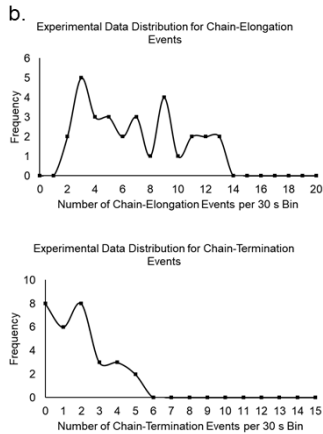 b.
Experimental Data Distribution for Chain-Elongation
Events
6
5
4
3
2
1
0
Frequency
0 2 4 6 8 10 12 14 16 18 20
Number of Chain-Elongation Events per 30 s Bin
Experimental Data Distribution for Chain-Termination
Events
10
8
6
4
2
0
Frequency
0 1 2 3 4 5 6 7 8 9 10 11 12 13 14 15
Number of Chain-Termination Events per 30 s Bin